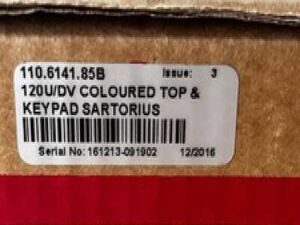 110.6141.85B Issue: 3
120U/DV COLOURED TOP &
KEYPAD SARTORIUS
Serial No: 161213-091902 12/2016